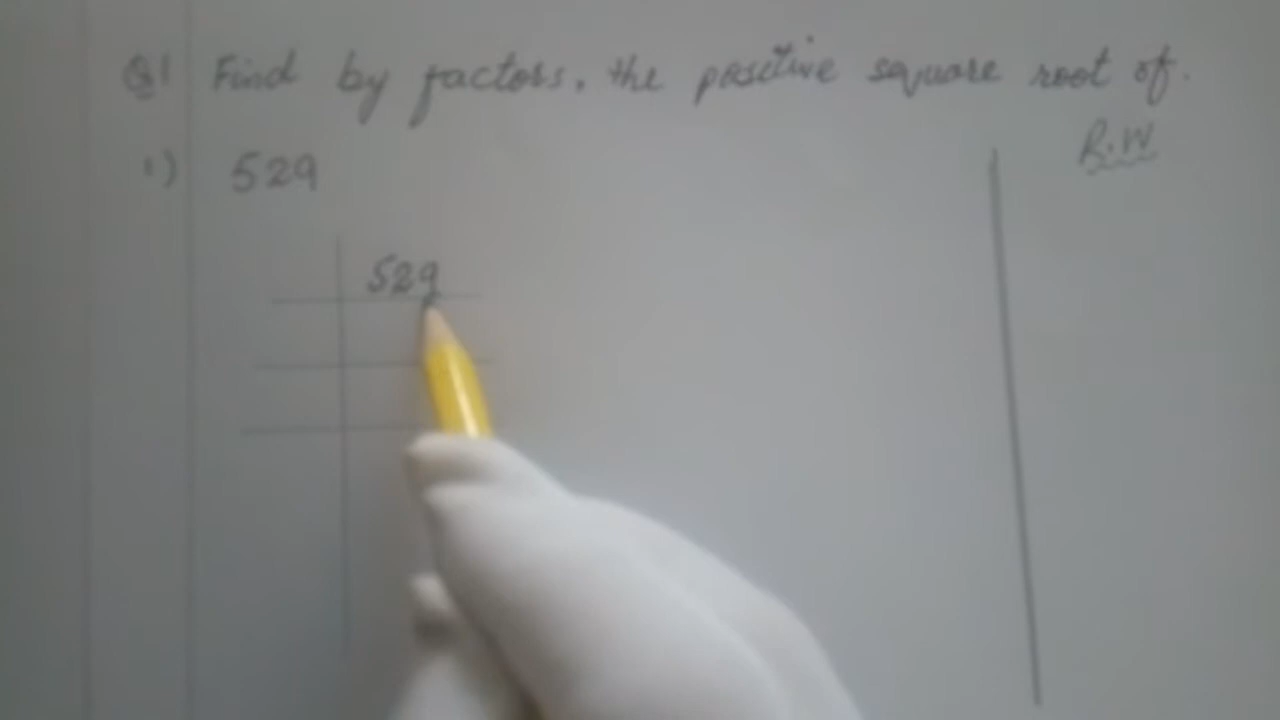 Q1 Find by factors, the positive square root of.
R.W
1) 529
529